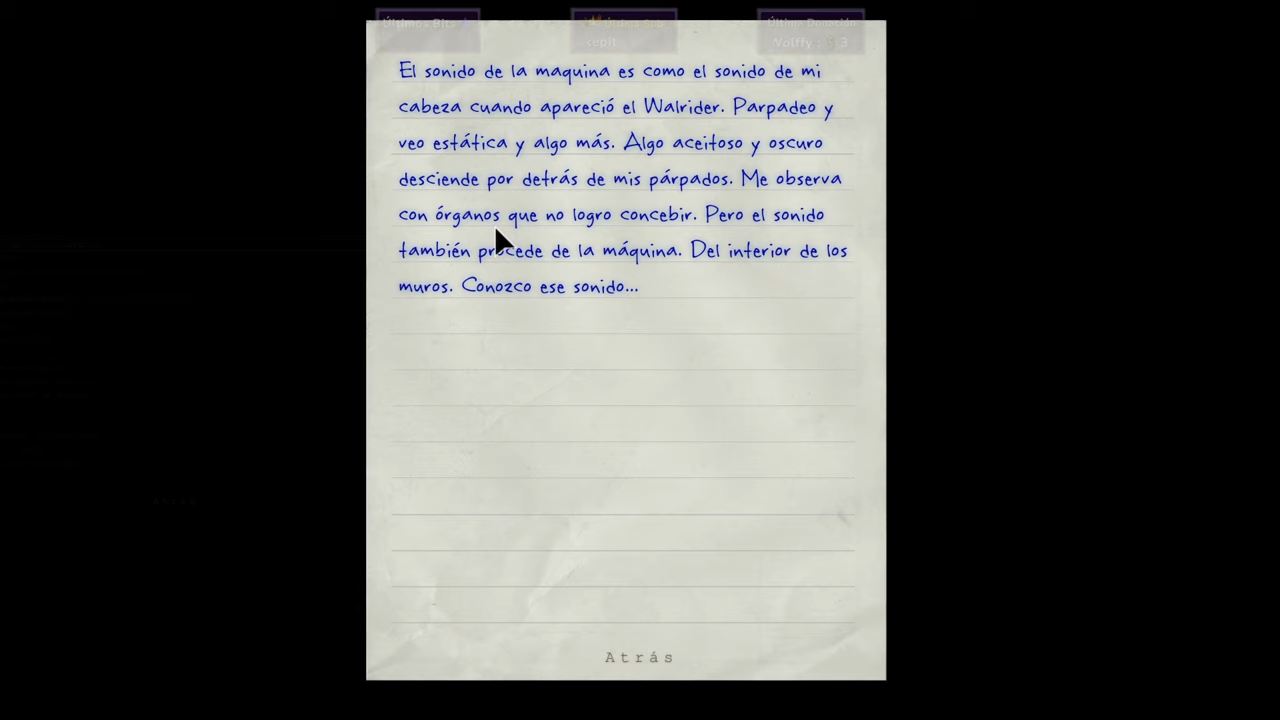 El sonido de la maquina es como el sonido de mi
cabeza cuando apareció el Walrider. Parpadeo y
veo estática y algo más. Algo aceitoso y oscuro
desciende por detrás de mis párpados. Me observa
con órganos que no logro concebir. Pero el sonido
también procede de la máquina. Del interior de los
muros. Conozco ese sonido...
Atrás